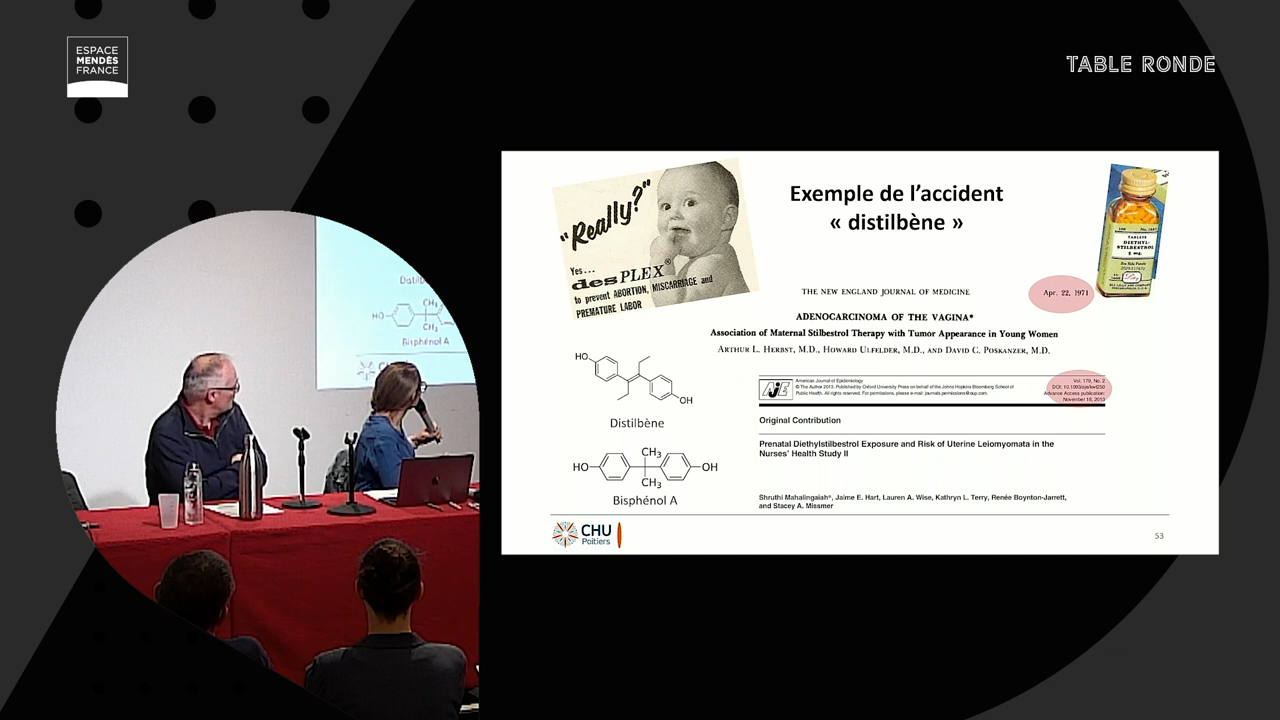 ESPACE
MENDÈS
FRANCE
TABLE RONDE
"Really?"
Yes...
desPLEX®
to prevent ABORTION, MISCARRIAGE and
PREMATURE LABOR
Exemple de l'accident
« distilbène »
TABLETS
DIETHYL-
STILBESTROL
THE NEW ENGLAND JOURNAL OF MEDICINE
Apr. 22, 1971
ADENOCARCINOMA OF THE VAGINA*
Association of Maternal Stilbestrol Therapy with Tumor Appearance in Young Women
ARTHUR L. HERBST, M.D., HOWARD ULFELDER, M.D., AND DAVID C. POSKANZER, M.D.
HO
OH
Distilbène
CH₃
HO
OH
CH₃
Bisphénol A
AJE
American Journal of Epidemiology
© The Author 2013. Published by Oxford University Press on behalf of the Johns Hopkins Bloomberg School of
Public Health. All rights reserved. For permissions, please e-mail: journals.permissions@oup.com.
Vol. 179, No. 2
Advance Access publication:
November 18, 2013
Original Contribution
Prenatal Diethylstilbestrol Exposure and Risk of Uterine Leiomyomata in the
Nurses' Health Study II
Shruthi Mahalingaiah*, Jaime E. Hart, Lauren A. Wise, Kathryn L. Terry, Renée Boynton-Jarrett,
and Stacey A. Missmer
CHU
Poitiers
53
CH₃
HO
CH₃
Bisphénol A